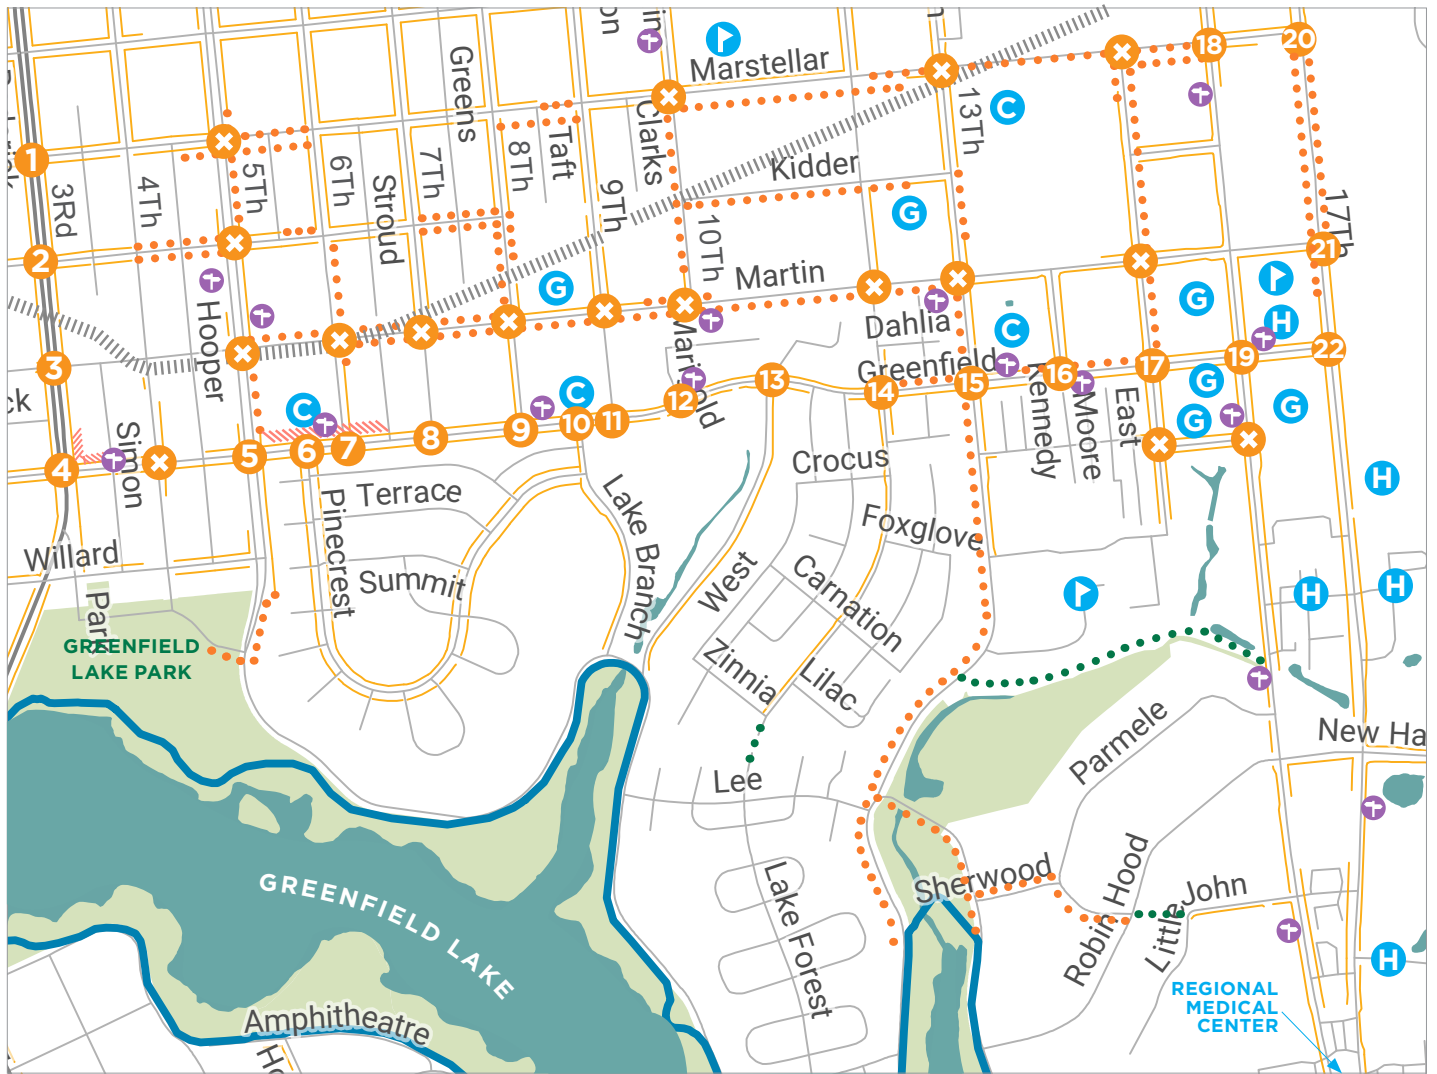 Marstellar
Greens
Taft
Clarks
13Th
Kidder
3Rd
4Th
5Th
6Th
Stroud
7Th
8Th
9Th
10Th
17Th
Martin
Hooper
Dahlia
Greenfield
Kennedy
Moore
East
Simon
Crocus
Terrace
Pinecrest
Lake Branch
Foxglove
Willard
Summit
West
Carnation
Park
GREENFIELD
LAKE PARK
Zinnia
Lilac
Parmele
New Ha
Lee
Sherwood
Robin Hood
Little John
Lake Forest
GREENFIELD LAKE
Amphitheatre
REGIONAL
MEDICAL
CENTER
1
2
3
4
5
6
7
8
9
10
11
12
13
14
15
16
17
18
19
20
21
22
C
C
C
C
G
G
G
G
G
G
H
H
H
H
H